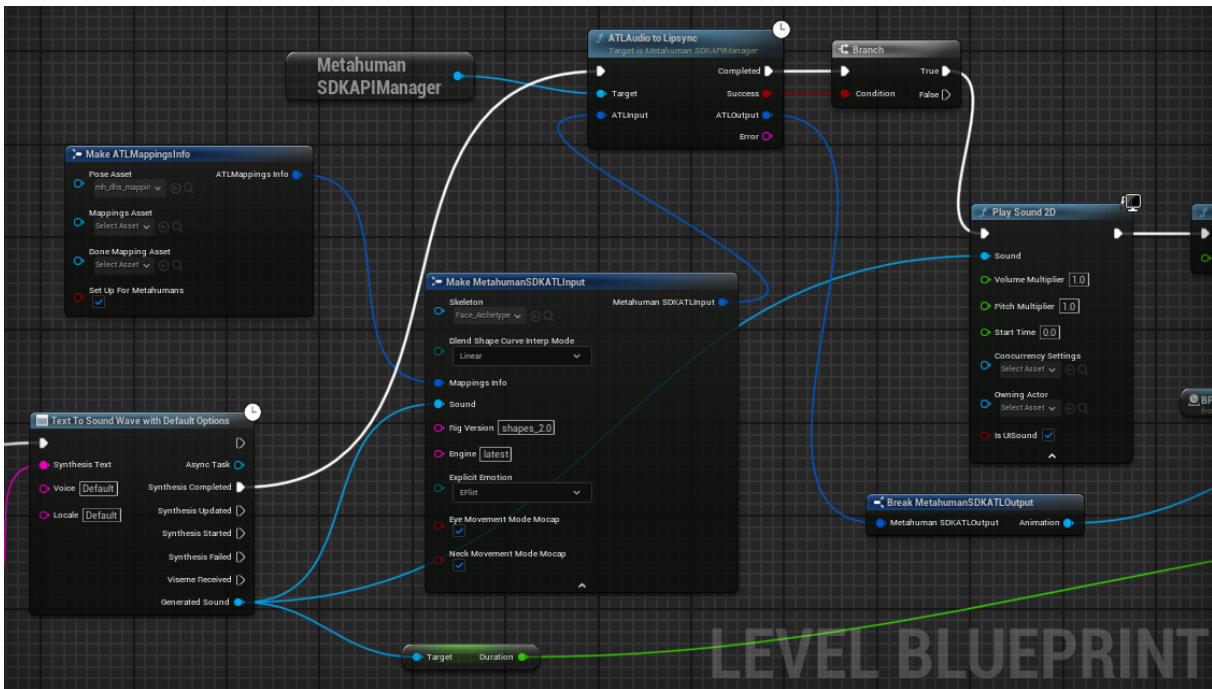 Metahuman
SDKAPIManager
ATLAudio to Lipsync
Target is Metahuman SDKAPIManager
Completed
Target
Success
ATLInput
ATLOutput
Error
Branch
True
Condition
False
Make ATLMappingsInfo
Pose Asset
ATLMappings Info
mh_dhs_mappin
Mappings Asset
Select Asset
Bone Mapping Asset
Select Asset
Set Up For Metahumans
Make MetahumanSDKATLInput
Skeleton
Metahuman SDKATLInput
Face_Archetype
Blend Shape Curve Interp Mode
Linear
Mappings Info
Sound
Rig Version shapes_2.0
Engine latest
Explicit Emotion
EFlirt
Eye Movement Mode Mocap
Neck Movement Mode Mocap
Play Sound 2D
Sound
Volume Multiplier 1.0
Pitch Multiplier 1.0
Start Time 0.0
Concurrency Settings
Select Asset
Owning Actor
Select Asset
Is UISound
Text To Sound Wave with Default Options
Synthesis Text
Async Task
Voice Default
Synthesis Completed
Locale Default
Synthesis Updated
Synthesis Started
Synthesis Failed
Viseme Received
Generated Sound
Break MetahumanSDKATLOutput
Metahuman SDKATLOutput
Animation
Target
Duration
LEVEL BLUEPRINT